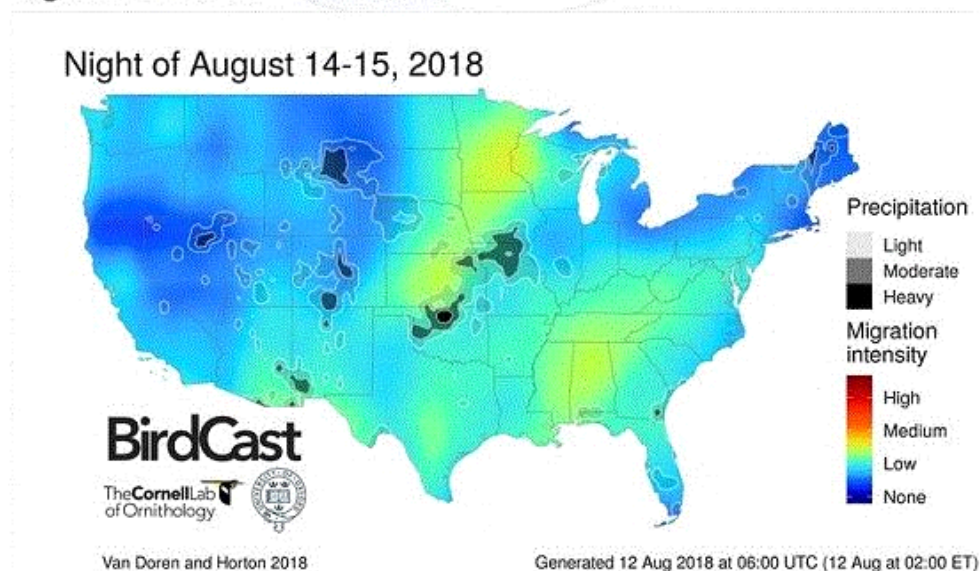 Night of August 14-15, 2018
Precipitation
Light
Moderate
Heavy
Migration
intensity
High
Medium
Low
None
BirdCast
TheCornellLab
of Ornithology
Van Doren and Horton 2018
Generated 12 Aug 2018 at 06:00 UTC (12 Aug at 02:00 ET)